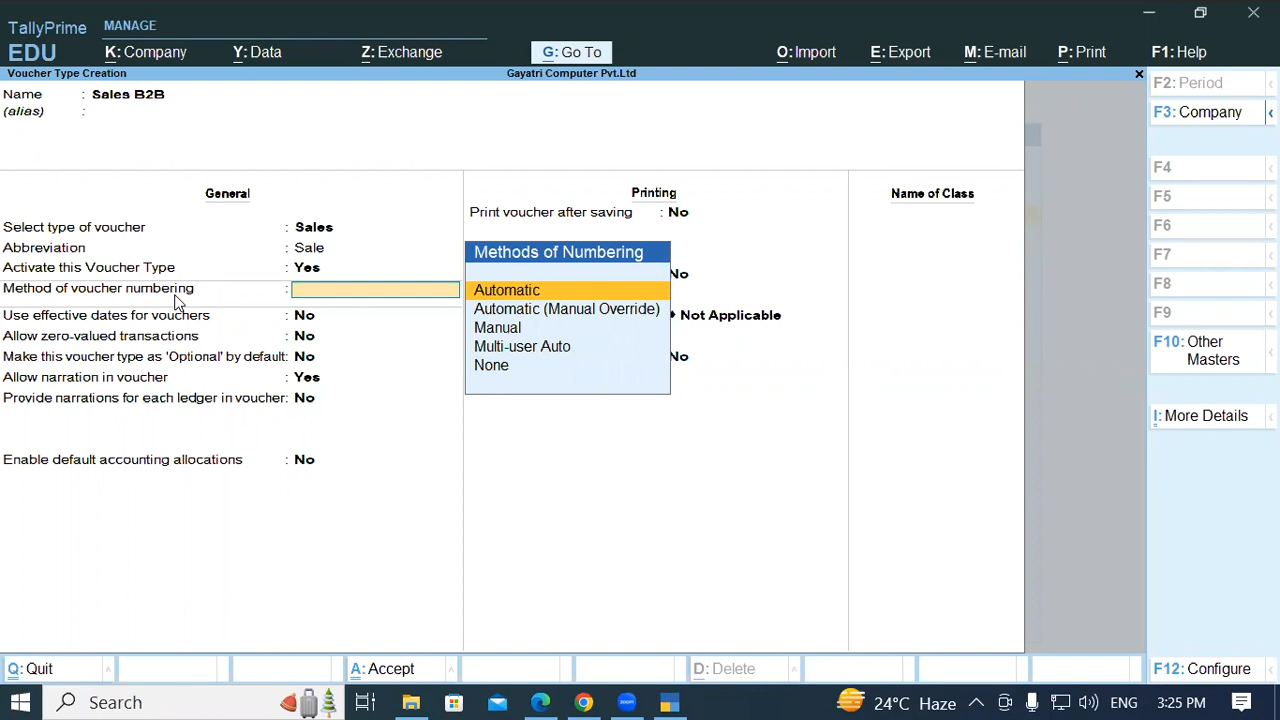 TallyPrime
MANAGE
EDU
K: Company
Y: Data
Z: Exchange
G: Go To
O: Import
E: Export
M: E-mail
P: Print
F1: Help
Voucher Type Creation
Gayatri Computer Pvt.Ltd
Name : Sales B2B
(alias) :
General
Printing
Name of Class
Select type of voucher : Sales
Abbreviation : Sale
Activate this Voucher Type : Yes
Method of voucher numbering :
Use effective dates for vouchers : No
Allow zero-valued transactions : No
Make this voucher type as 'Optional' by default: No
Allow narration in voucher : Yes
Provide narrations for each ledger in voucher: No
Enable default accounting allocations : No
Print voucher after saving : No
No
Not Applicable
No
Methods of Numbering
Automatic
Automatic (Manual Override)
Manual
Multi-user Auto
None
F2: Period
F3: Company
F4
F5
F6
F7
F8
F9
F10: Other
Masters
I: More Details
F12: Configure
Q: Quit
A: Accept
D: Delete
Search
24°C Haze
ENG
3:25 PM